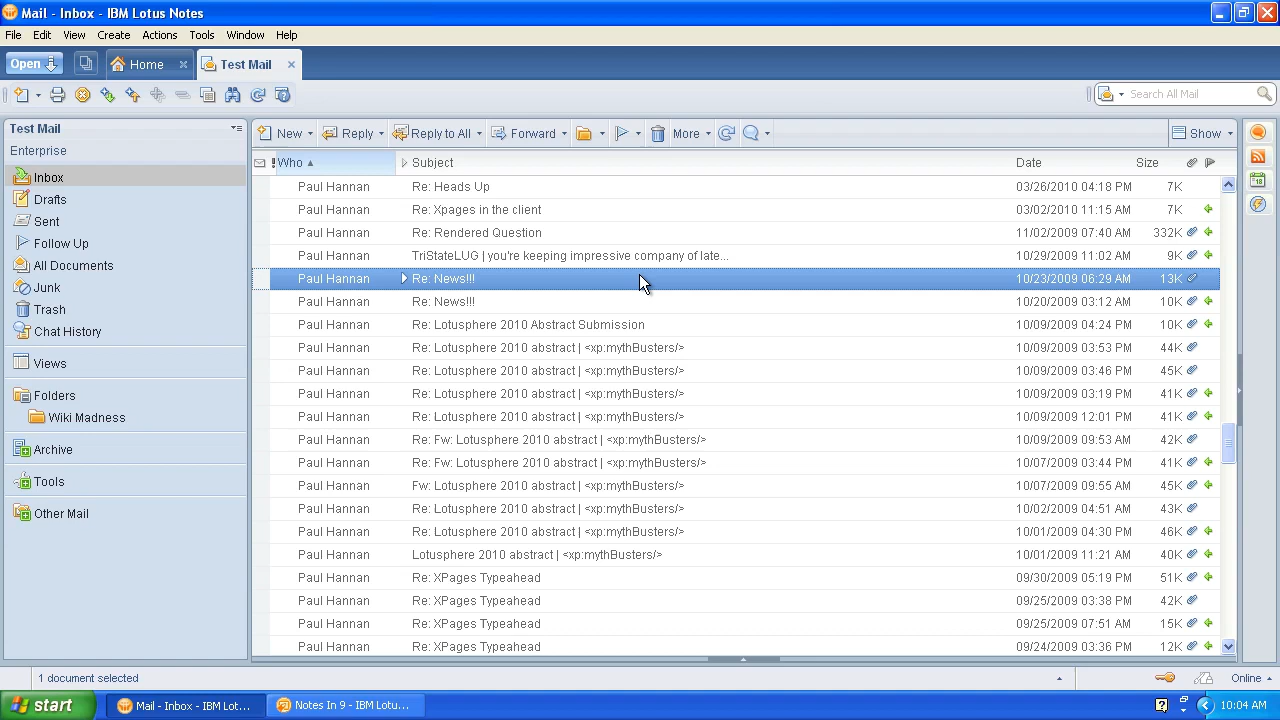 Mail - Inbox - IBM Lotus Notes
File Edit View Create Actions Tools Window Help
Open Home Test Mail
Search All Mail
Test Mail
Enterprise
Inbox
Drafts
Sent
Follow Up
All Documents
Junk
Trash
Chat History
Views
Folders
Wiki Madness
Archive
Tools
Other Mail
New Reply Reply to All Forward More Show
! Who Subject Date Size
Paul Hannan Re: Heads Up 03/26/2010 04:18 PM 7K
Paul Hannan Re: Xpages in the client 03/02/2010 11:15 AM 7K
Paul Hannan Re: Rendered Question 11/02/2009 07:40 AM 332K
Paul Hannan TriStateLUG | you're keeping impressive company of late... 10/29/2009 11:02 AM 9K
Paul Hannan Re: News!!! 10/23/2009 06:29 AM 13K
Paul Hannan Re: News!!! 10/20/2009 03:12 AM 10K
Paul Hannan Re: Lotusphere 2010 Abstract Submission 10/09/2009 04:24 PM 10K
Paul Hannan Re: Lotusphere 2010 abstract | <xp:mythBusters/> 10/09/2009 03:53 PM 44K
Paul Hannan Re: Lotusphere 2010 abstract | <xp:mythBusters/> 10/09/2009 03:46 PM 45K
Paul Hannan Re: Lotusphere 2010 abstract | <xp:mythBusters/> 10/09/2009 03:19 PM 41K
Paul Hannan Re: Lotusphere 2010 abstract | <xp:mythBusters/> 10/09/2009 12:01 PM 41K
Paul Hannan Re: Fw: Lotusphere 2010 abstract | <xp:mythBusters/> 10/09/2009 09:53 AM 42K
Paul Hannan Re: Fw: Lotusphere 2010 abstract | <xp:mythBusters/> 10/07/2009 03:44 PM 41K
Paul Hannan Fw: Lotusphere 2010 abstract | <xp:mythBusters/> 10/07/2009 09:55 AM 45K
Paul Hannan Re: Lotusphere 2010 abstract | <xp:mythBusters/> 10/02/2009 04:51 AM 43K
Paul Hannan Re: Lotusphere 2010 abstract | <xp:mythBusters/> 10/01/2009 04:30 PM 46K
Paul Hannan Lotusphere 2010 abstract | <xp:mythBusters/> 10/01/2009 11:21 AM 40K
Paul Hannan Re: XPages Typeahead 09/30/2009 05:19 PM 51K
Paul Hannan Re: XPages Typeahead 09/25/2009 03:38 PM 42K
Paul Hannan Re: XPages Typeahead 09/25/2009 07:51 AM 15K
Paul Hannan Re: XPages Typeahead 09/24/2009 03:36 PM 12K
1 document selected Online
start Mail - Inbox - IBM Lot... Notes In 9 - IBM Lotu... ? 10:04 AM